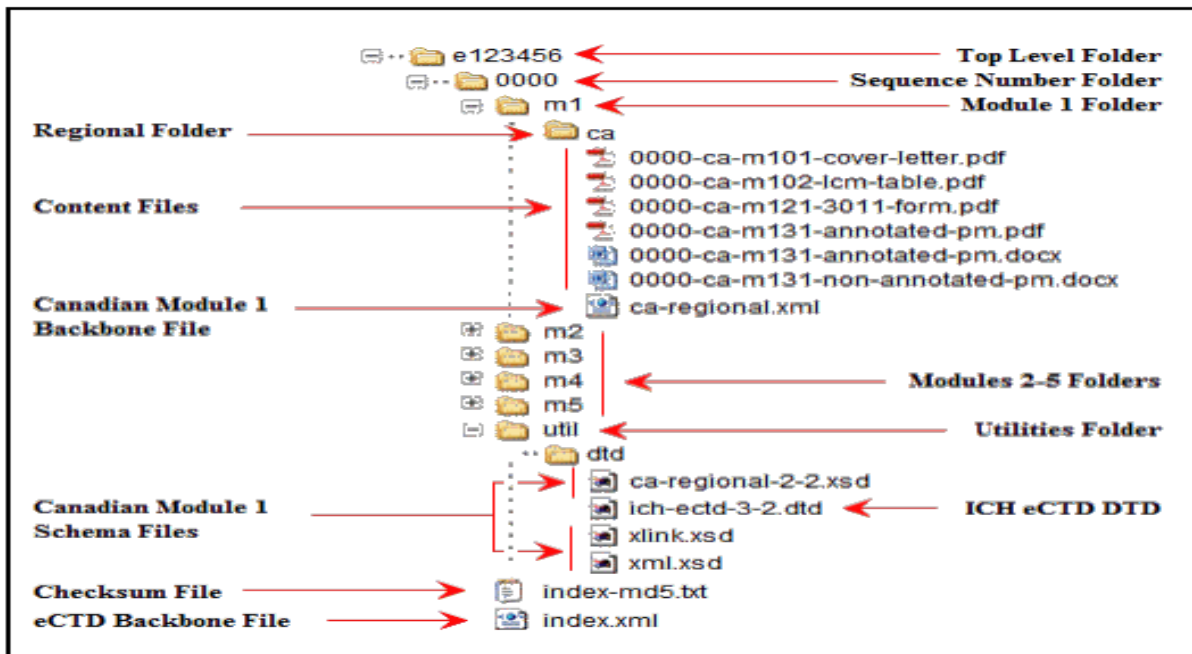 e123456 Top Level Folder
0000 Sequence Number Folder
m1 Module 1 Folder
Regional Folder ca
0000-ca-m101-cover-letter.pdf
0000-ca-m102-lcm-table.pdf
Content Files 0000-ca-m121-3011-form.pdf
0000-ca-m131-annotated-pm.pdf
0000-ca-m131-annotated-pm.docx
0000-ca-m131-non-annotated-pm.docx
Canadian Module 1 ca-regional.xml
Backbone File m2
m3
m4 Modules 2-5 Folders
m5
util Utilities Folder
dtd
ca-regional-2-2.xsd
Canadian Module 1 ich-ectd-3-2.dtd ICH eCTD DTD
Schema Files xlink.xsd
xml.xsd
Checksum File index-md5.txt
eCTD Backbone File index.xml